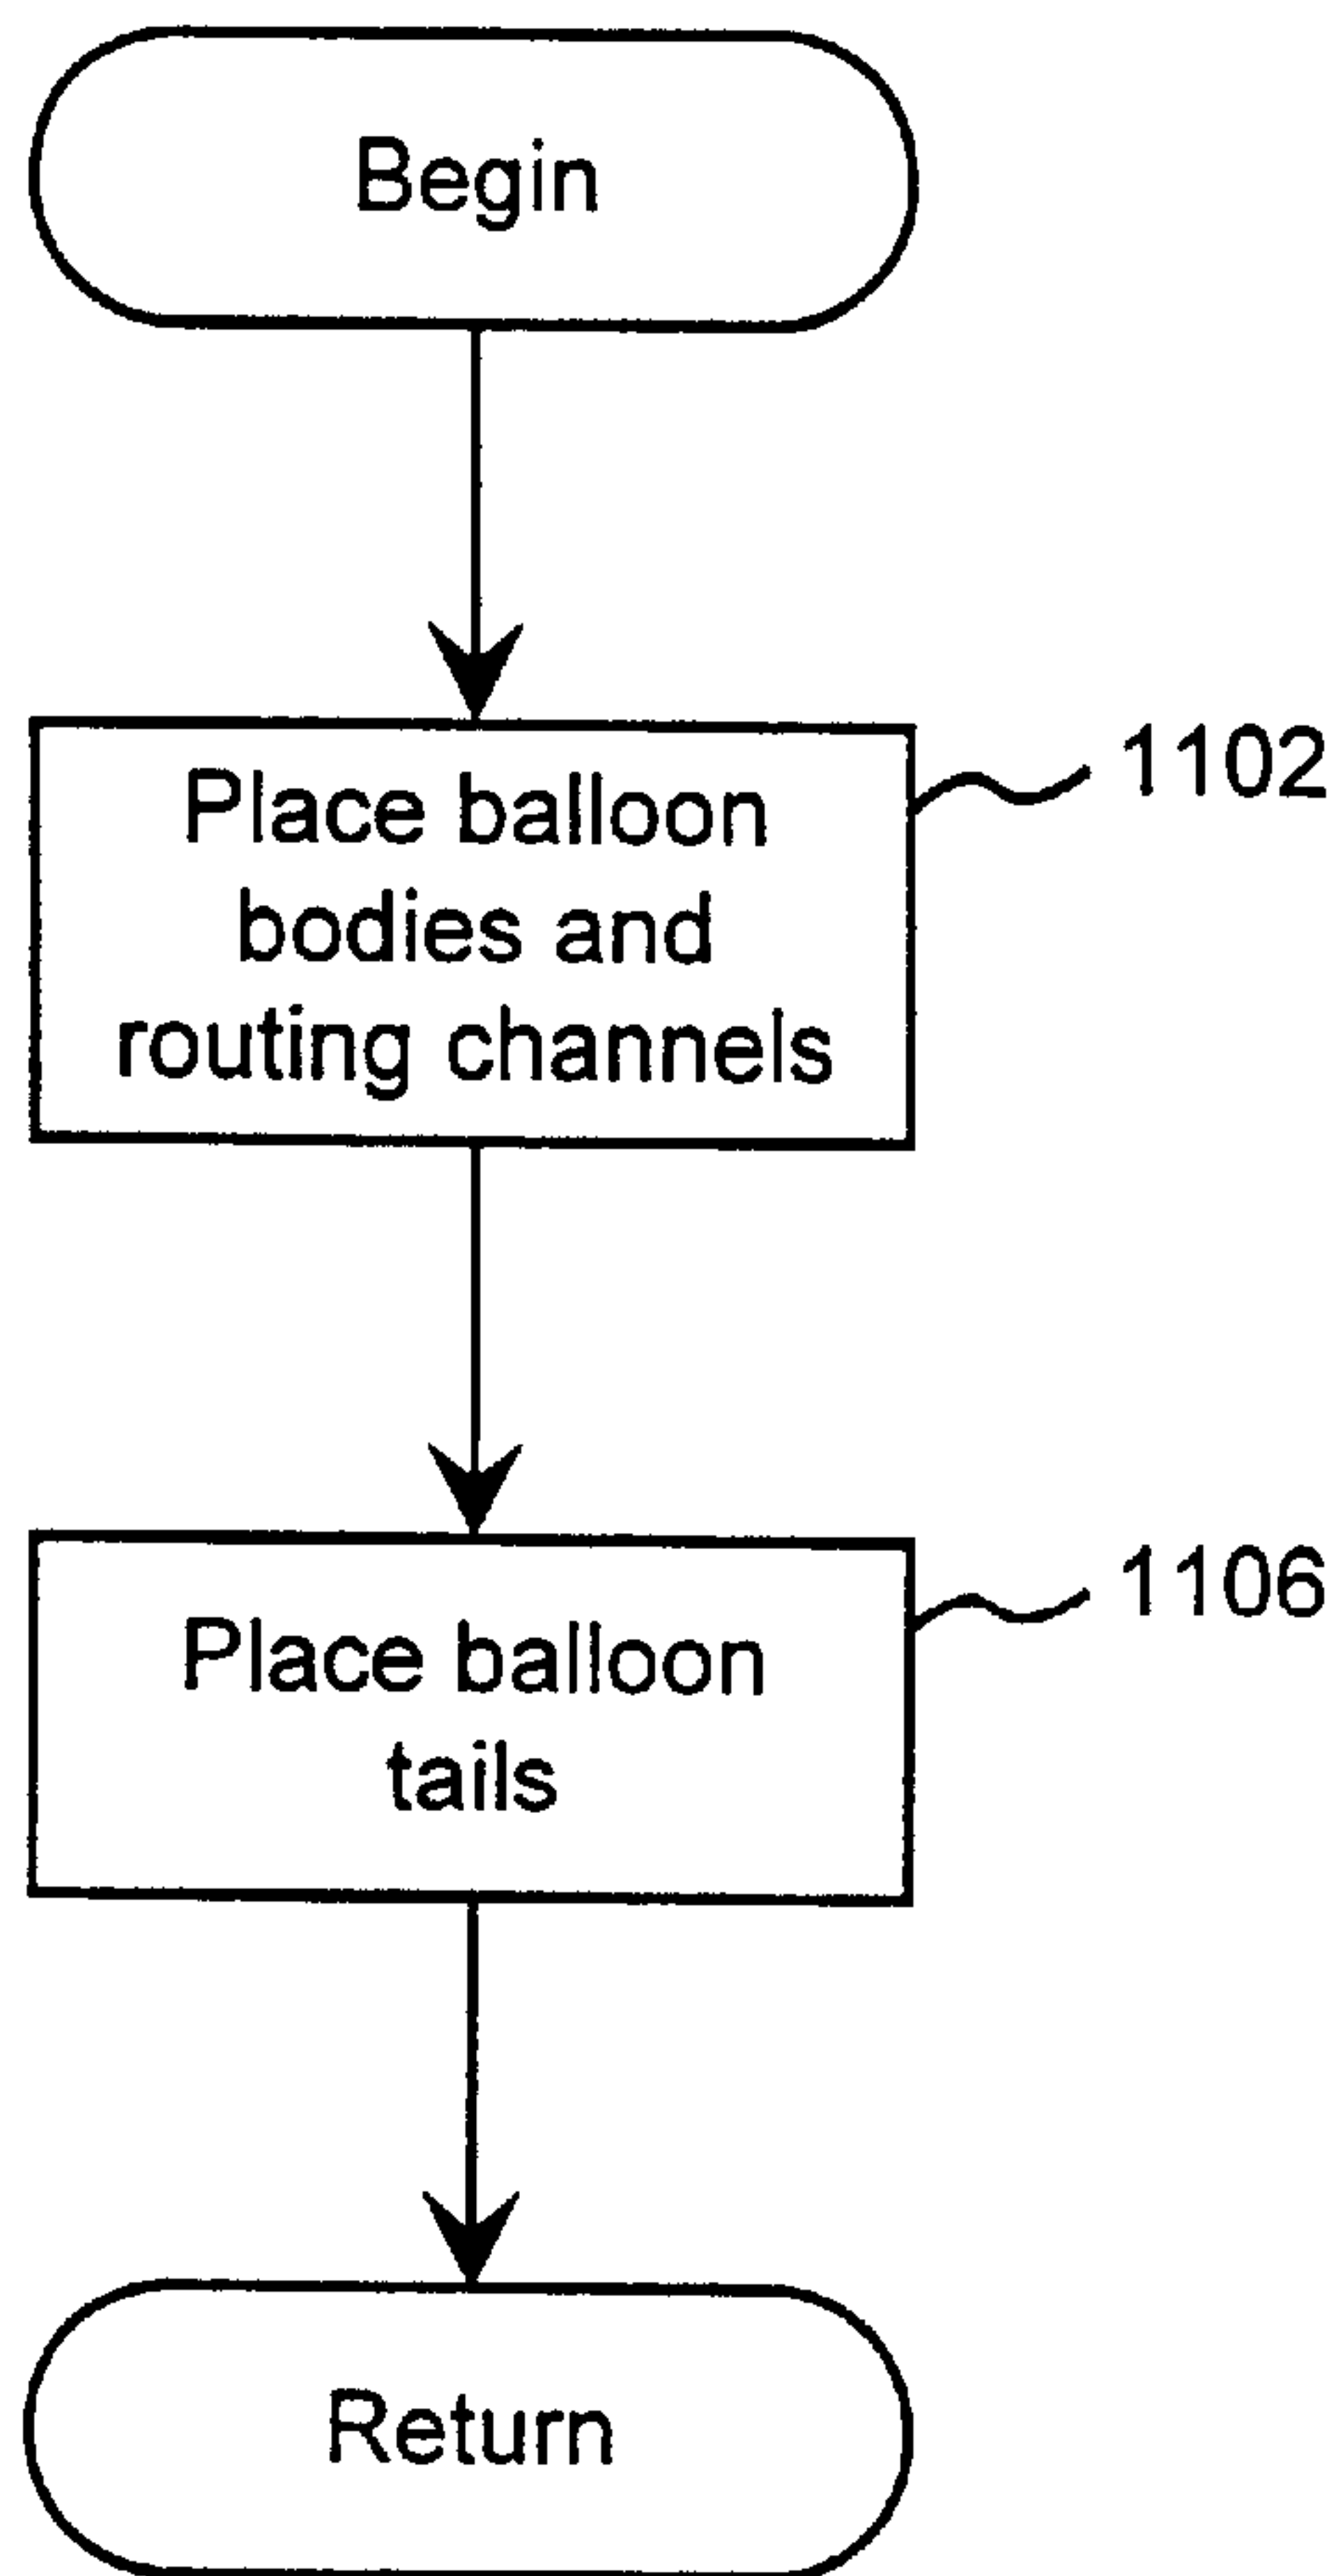 Begin
Place balloon
bodies and
routing channels
1102
Place balloon
tails
1106
Return